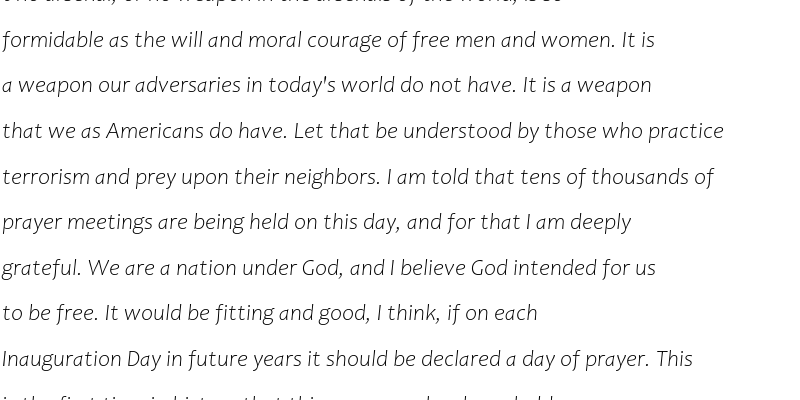 formidable as the will and moral courage of free men and women. It is
a weapon our adversaries in today's world do not have. It is a weapon
that we as Americans do have. Let that be understood by those who practice
terrorism and prey upon their neighbors. I am told that tens of thousands of
prayer meetings are being held on this day, and for that I am deeply
grateful. We are a nation under God, and I believe God intended for us
to be free. It would be fitting and good, I think, if on each
Inauguration Day in future years it should be declared a day of prayer. This